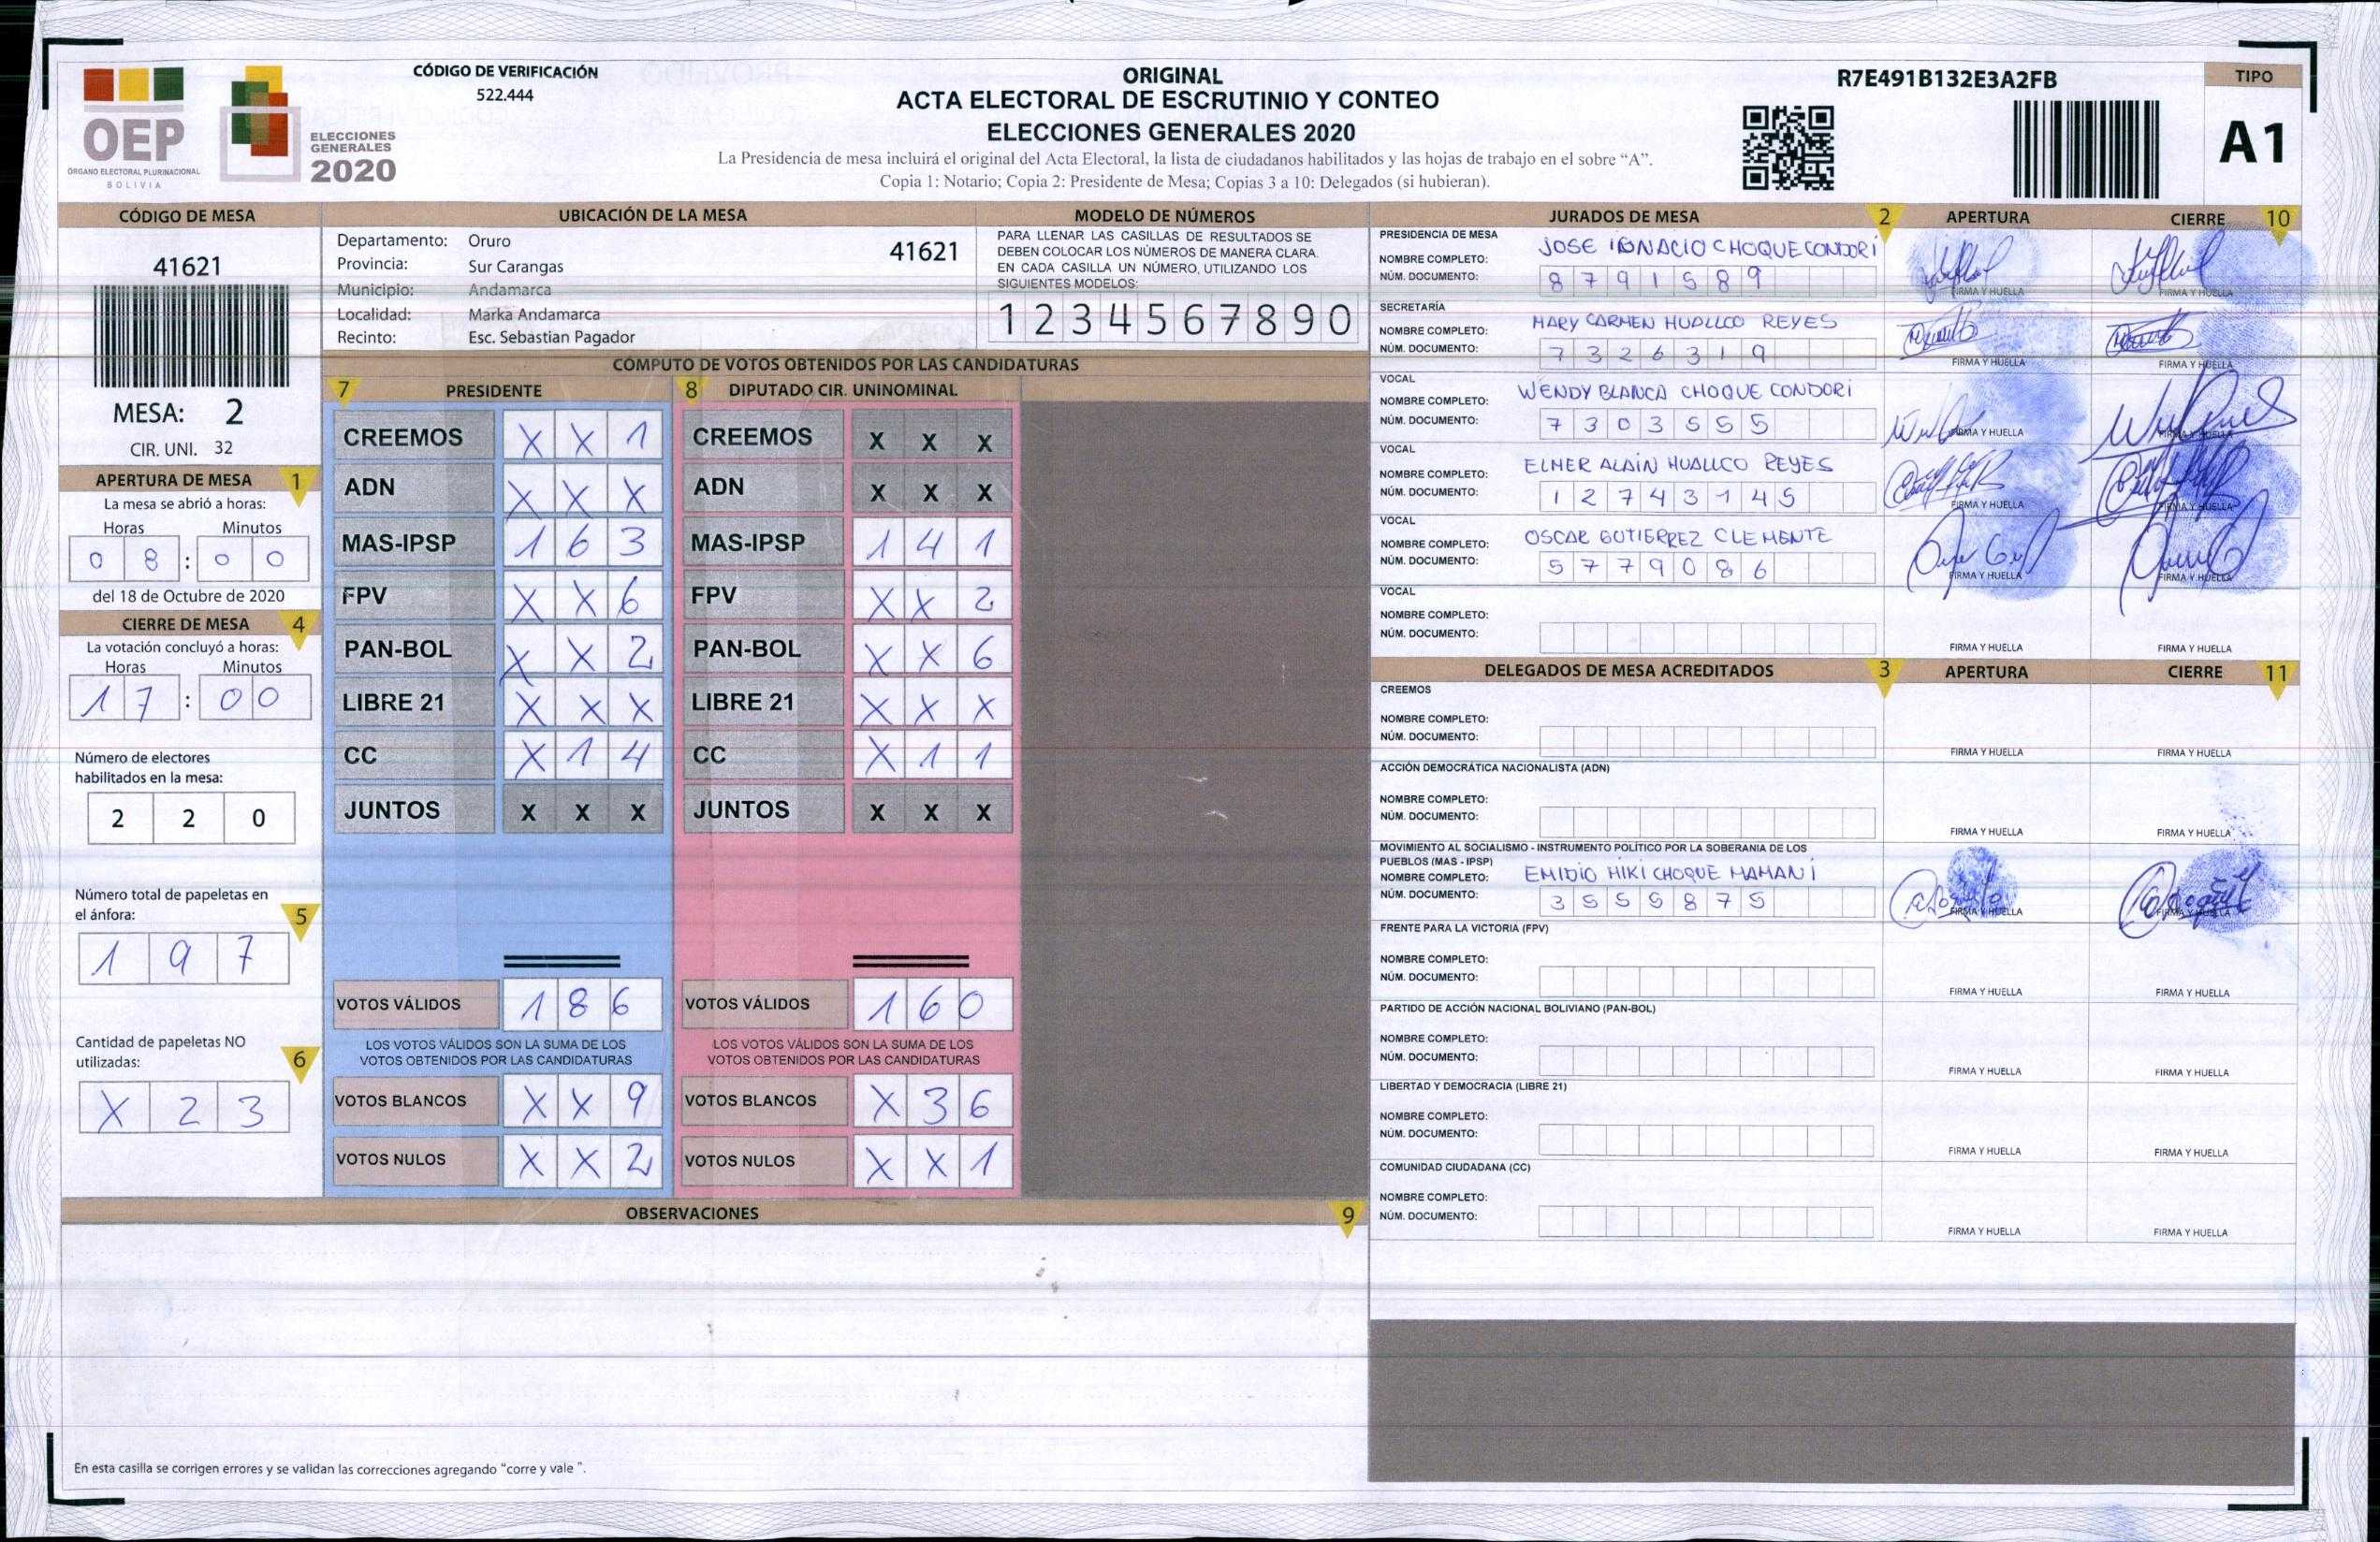 CÓDIGO DE VERIFICACIÓN
522.444
OEP
ÓRGANO ELECTORAL PLURINACIONAL
BOLIVIA
ELECCIONES
GENERALES
2020
ORIGINAL
ACTA ELECTORAL DE ESCRUTINIO Y CONTEO
ELECCIONES GENERALES 2020
La Presidencia de mesa incluirá el original del Acta Electoral, la lista de ciudadanos habilitados y las hojas de trabajo en el sobre “A”.
Copia 1: Notario; Copia 2: Presidente de Mesa; Copias 3 a 10: Delegados (si hubieran).
R7E491B132E3A2FB
TIPO
A1
CÓDIGO DE MESA
41621
MESA: 2
CIR. UNI. 32
APERTURA DE MESA 1
La mesa se abrió a horas:
Horas Minutos
0 8 : 0 0
del 18 de Octubre de 2020
CIERRE DE MESA 4
La votación concluyó a horas:
Horas Minutos
1 7 : 0 0
Número de electores
habilitados en la mesa:
2 2 0
Número total de papeletas en
el ánfora: 5
1 9 7
Cantidad de papeletas NO
utilizadas: 6
X 2 3
UBICACIÓN DE LA MESA
Departamento: Oruro 41621
Provincia: Sur Carangas
Municipio: Andamarca
Localidad: Marka Andamarca
Recinto: Esc. Sebastian Pagador
MODELO DE NÚMEROS
PARA LLENAR LAS CASILLAS DE RESULTADOS SE
DEBEN COLOCAR LOS NÚMEROS DE MANERA CLARA.
EN CADA CASILLA UN NÚMERO, UTILIZANDO LOS
SIGUIENTES MODELOS:
1 2 3 4 5 6 7 8 9 0
CÓMPUTO DE VOTOS OBTENIDOS POR LAS CANDIDATURAS
7 PRESIDENTE
CREEMOS X X 1
ADN X X X
MAS-IPSP 1 6 3
FPV X X 6
PAN-BOL X X 2
LIBRE 21 X X X
CC X 1 4
JUNTOS X X X
VOTOS VÁLIDOS 1 8 6
LOS VOTOS VÁLIDOS SON LA SUMA DE LOS
VOTOS OBTENIDOS POR LAS CANDIDATURAS
VOTOS BLANCOS X X 9
VOTOS NULOS X X 2
8 DIPUTADO CIR. UNINOMINAL
CREEMOS X X X
ADN X X X
MAS-IPSP 1 4 1
FPV X X 2
PAN-BOL X X 6
LIBRE 21 X X X
CC X 1 1
JUNTOS X X X
VOTOS VÁLIDOS 1 6 0
LOS VOTOS VÁLIDOS SON LA SUMA DE LOS
VOTOS OBTENIDOS POR LAS CANDIDATURAS
VOTOS BLANCOS X 3 6
VOTOS NULOS X X 1
OBSERVACIONES 9
En esta casilla se corrigen errores y se validan las correcciones agregando “corre y vale ”.
JURADOS DE MESA 2 APERTURA CIERRE 10
PRESIDENCIA DE MESA
NOMBRE COMPLETO: JOSE IGNACIO CHOQUE CONDORI
NÚM. DOCUMENTO: 8 7 9 1 5 8 9
FIRMA Y HUELLA FIRMA Y HUELLA
SECRETARÍA
NOMBRE COMPLETO: MARY CARMEN HUALLCO REYES
NÚM. DOCUMENTO: 7 3 2 6 3 1 9
FIRMA Y HUELLA FIRMA Y HUELLA
VOCAL
NOMBRE COMPLETO: WENDY BLANCA CHOQUE CONDORI
NÚM. DOCUMENTO: 7 3 0 3 5 5 5
FIRMA Y HUELLA FIRMA Y HUELLA
VOCAL
NOMBRE COMPLETO: ELMER ALAIN HUALLCO REYES
NÚM. DOCUMENTO: 1 2 7 4 3 1 4 5
FIRMA Y HUELLA FIRMA Y HUELLA
VOCAL
NOMBRE COMPLETO: OSCAR GUTIERREZ CLEMENTE
NÚM. DOCUMENTO: 5 7 7 9 0 8 6
FIRMA Y HUELLA FIRMA Y HUELLA
VOCAL
NOMBRE COMPLETO:
NÚM. DOCUMENTO:
FIRMA Y HUELLA FIRMA Y HUELLA
DELEGADOS DE MESA ACREDITADOS 3 APERTURA CIERRE 11
CREEMOS
NOMBRE COMPLETO:
NÚM. DOCUMENTO:
FIRMA Y HUELLA FIRMA Y HUELLA
ACCIÓN DEMOCRÁTICA NACIONALISTA (ADN)
NOMBRE COMPLETO:
NÚM. DOCUMENTO:
FIRMA Y HUELLA FIRMA Y HUELLA
MOVIMIENTO AL SOCIALISMO - INSTRUMENTO POLÍTICO POR LA SOBERANIA DE LOS
PUEBLOS (MAS - IPSP)
NOMBRE COMPLETO: EMIDIO MIKI CHOQUE MAMANI
NÚM. DOCUMENTO: 3 5 5 5 8 7 5
FIRMA Y HUELLA FIRMA Y HUELLA
FRENTE PARA LA VICTORIA (FPV)
NOMBRE COMPLETO:
NÚM. DOCUMENTO:
FIRMA Y HUELLA FIRMA Y HUELLA
PARTIDO DE ACCIÓN NACIONAL BOLIVIANO (PAN-BOL)
NOMBRE COMPLETO:
NÚM. DOCUMENTO:
FIRMA Y HUELLA FIRMA Y HUELLA
LIBERTAD Y DEMOCRACIA (LIBRE 21)
NOMBRE COMPLETO:
NÚM. DOCUMENTO:
FIRMA Y HUELLA FIRMA Y HUELLA
COMUNIDAD CIUDADANA (CC)
NOMBRE COMPLETO:
NÚM. DOCUMENTO:
FIRMA Y HUELLA FIRMA Y HUELLA